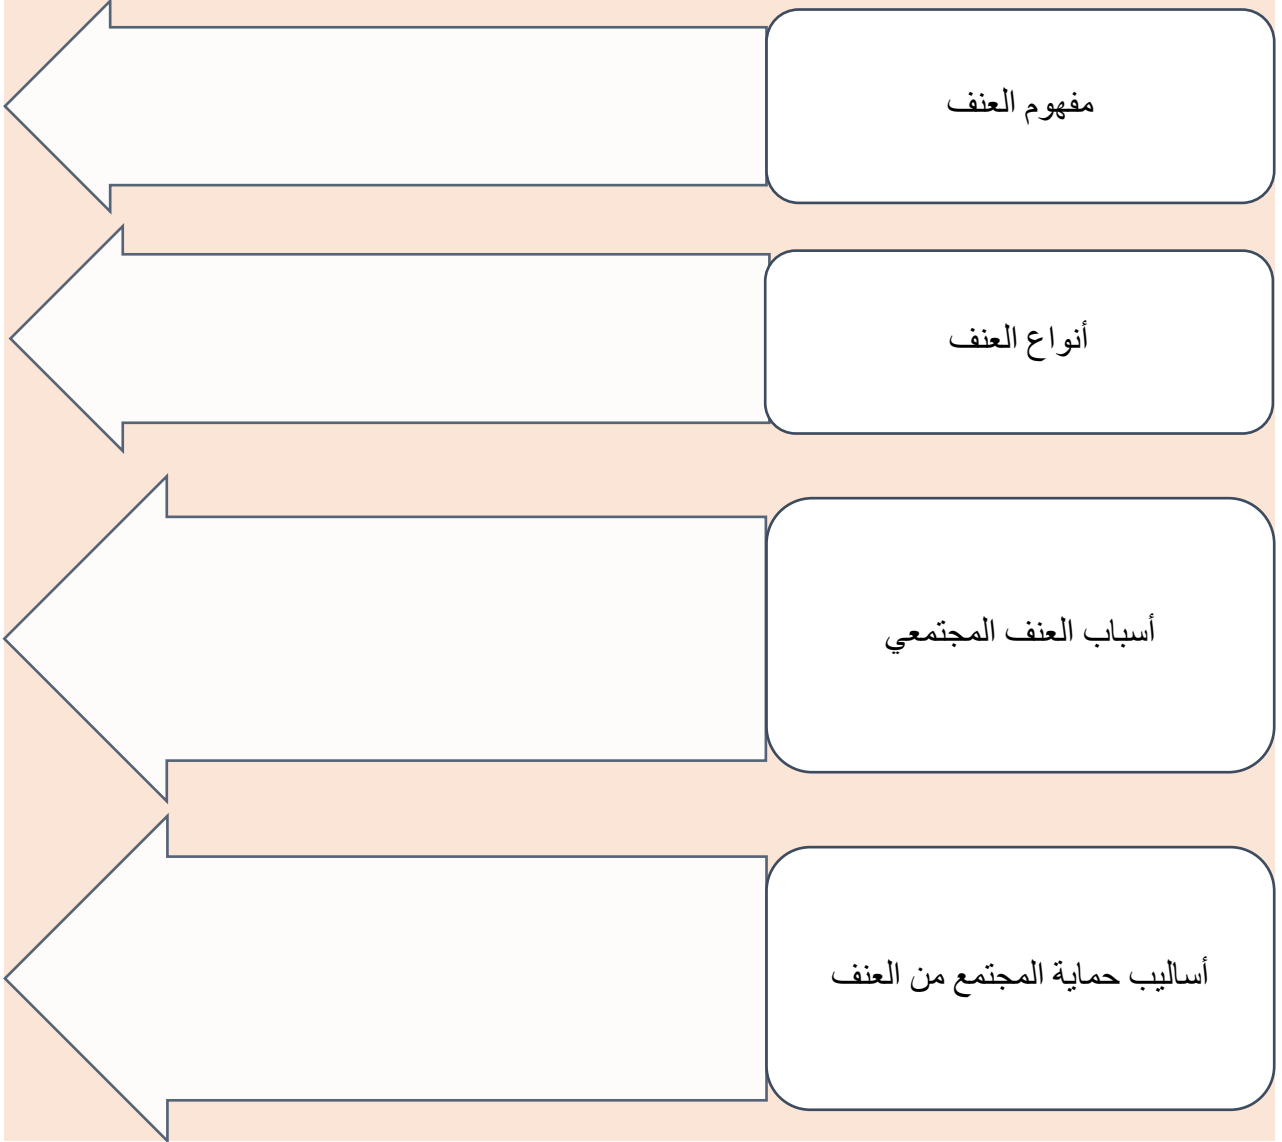 مفهوم العنف
أنواع العنف
أسباب العنف المجتمعي
أساليب حماية المجتمع من العنف